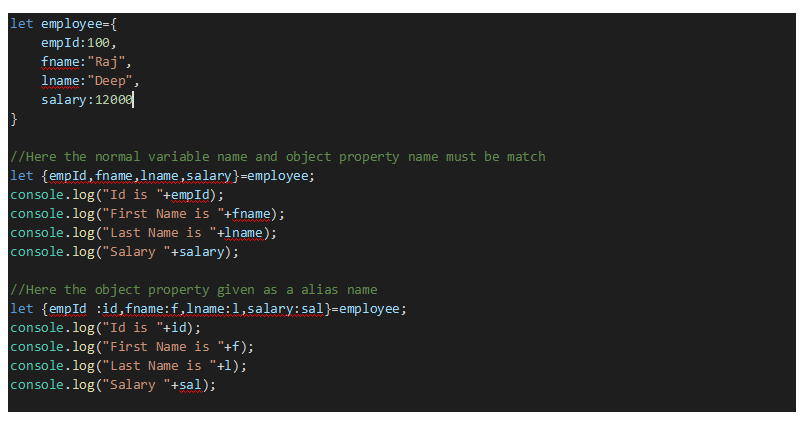 let employee={
    empId:100,
    fname:"Raj",
    lname:"Deep",
    salary:12000
}
//Here the normal variable name and object property name must be match
let {empId,fname,lname,salary}=employee;
console.log("Id is "+empId);
console.log("First Name is "+fname);
console.log("Last Name is "+lname);
console.log("Salary "+salary);
//Here the object property given as a alias name
let {empId :id,fname:f,lname:l,salary:sal}=employee;
console.log("Id is "+id);
console.log("First Name is "+f);
console.log("Last Name is "+l);
console.log("Salary "+sal);